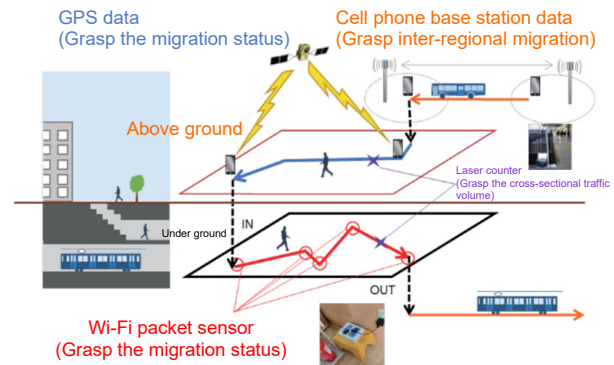 GPS data
(Grasp the migration status)
Cell phone base station data
(Grasp inter-regional migration)
Above ground
Laser counter
(Grasp the cross-sectional traffic
volume)
IN
Under ground
OUT
Wi-Fi packet sensor
(Grasp the migration status)